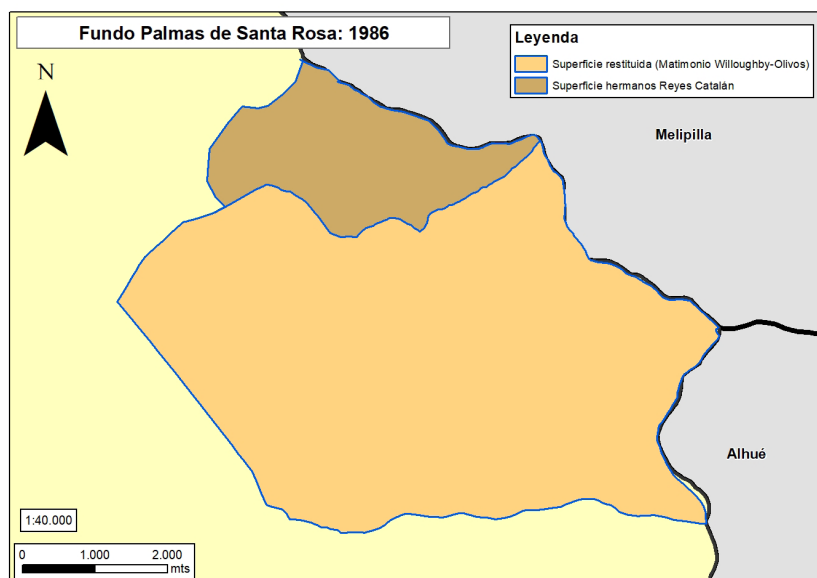 Fundo Palmas de Santa Rosa: 1986
Leyenda
Superficie restituida (Matimonio Willoughby-Olivos)
Superficie hermanos Reyes Catalán
N
Melipilla
Alhué
1:40.000
0 1.000 2.000
mts